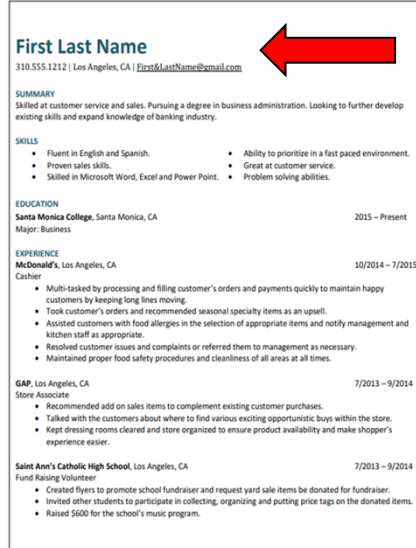 First Last Name
310.555.1212 | Los Angeles, CA | First&LastName@gmail.com
SUMMARY
Skilled at customer service and sales. Pursuing a degree in business administration. Looking to further develop
existing skills and expand knowledge of banking industry.
SKILLS
• Fluent in English and Spanish.
• Proven sales skills.
• Skilled in Microsoft Word, Excel and Power Point.
• Ability to prioritize in a fast paced environment.
• Great at customer service.
• Problem solving abilities.
EDUCATION
Santa Monica College, Santa Monica, CA 2015 – Present
Major: Business
EXPERIENCE
McDonald's, Los Angeles, CA 10/2014 – 7/2015
Cashier
• Multi-tasked by processing and filling customer's orders and payments quickly to maintain happy
customers by keeping long lines moving.
• Took customer's orders and recommended seasonal specialty items as an upsell.
• Assisted customers with food allergies in the selection of appropriate items and notify management and
kitchen staff as appropriate.
• Resolved customer issues and complaints or referred them to management as necessary.
• Maintained proper food safety procedures and cleanliness of all areas at all times.
GAP, Los Angeles, CA 7/2013 – 9/2014
Store Associate
• Recommended add on sales items to complement existing customer purchases.
• Talked with the customers about where to find various exciting opportunistic buys within the store.
• Kept dressing rooms cleared and store organized to ensure product availability and make shopper's
experience easier.
Saint Ann's Catholic High School, Los Angeles, CA 7/2013 – 9/2014
Fund Raising Volunteer
• Created flyers to promote school fundraiser and request yard sale items be donated for fundraiser.
• Invited other students to participate in collecting, organizing and putting price tags on the donated items.
• Raised $600 for the school's music program.